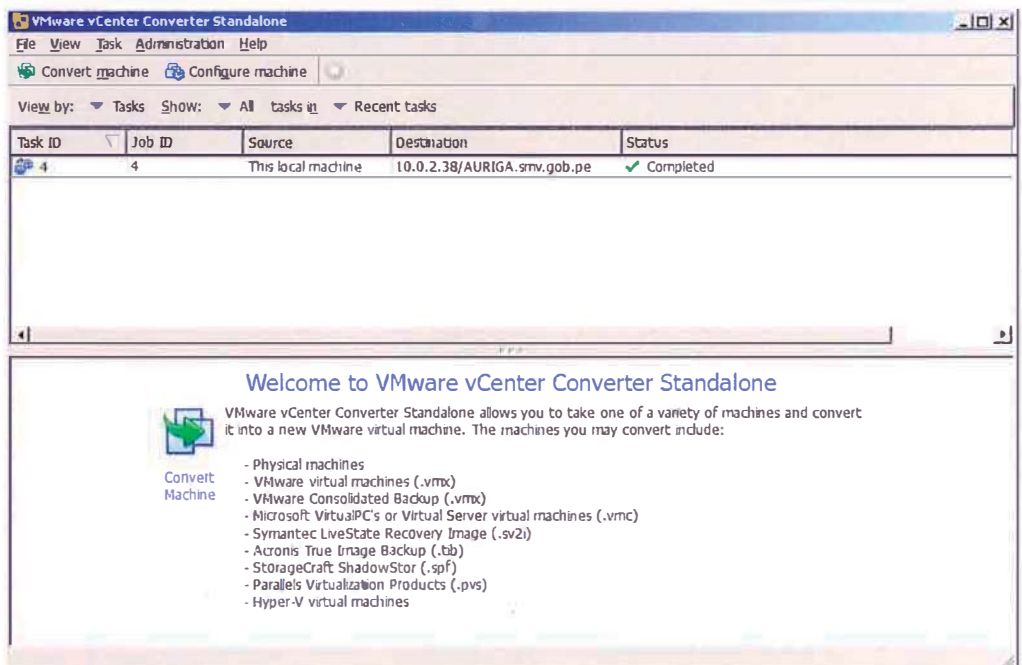 VMware vCenter Converter Standalone
File View Task Administration Help
Convert machine Configure machine
View by: Tasks Show: All tasks in Recent tasks
Task ID Job ID Source Destination Status
4 4 This local machine 10.0.2.38/AURIGA.smv.gob.pe Completed
Welcome to VMware vCenter Converter Standalone
VMware vCenter Converter Standalone allows you to take one of a variety of machines and convert
it into a new VMware virtual machine. The machines you may convert include:
Convert
Machine
- Physical machines
- VMware virtual machines (.vmx)
- VMware Consolidated Backup (.vmx)
- Microsoft VirtualPC's or Virtual Server virtual machines (.vmc)
- Symantec LiveState Recovery Image (.sv2i)
- Acronis True Image Backup (.tib)
- StorageCraft ShadowStor (.spf)
- Parallels Virtualization Products (.pvs)
- Hyper-V virtual machines